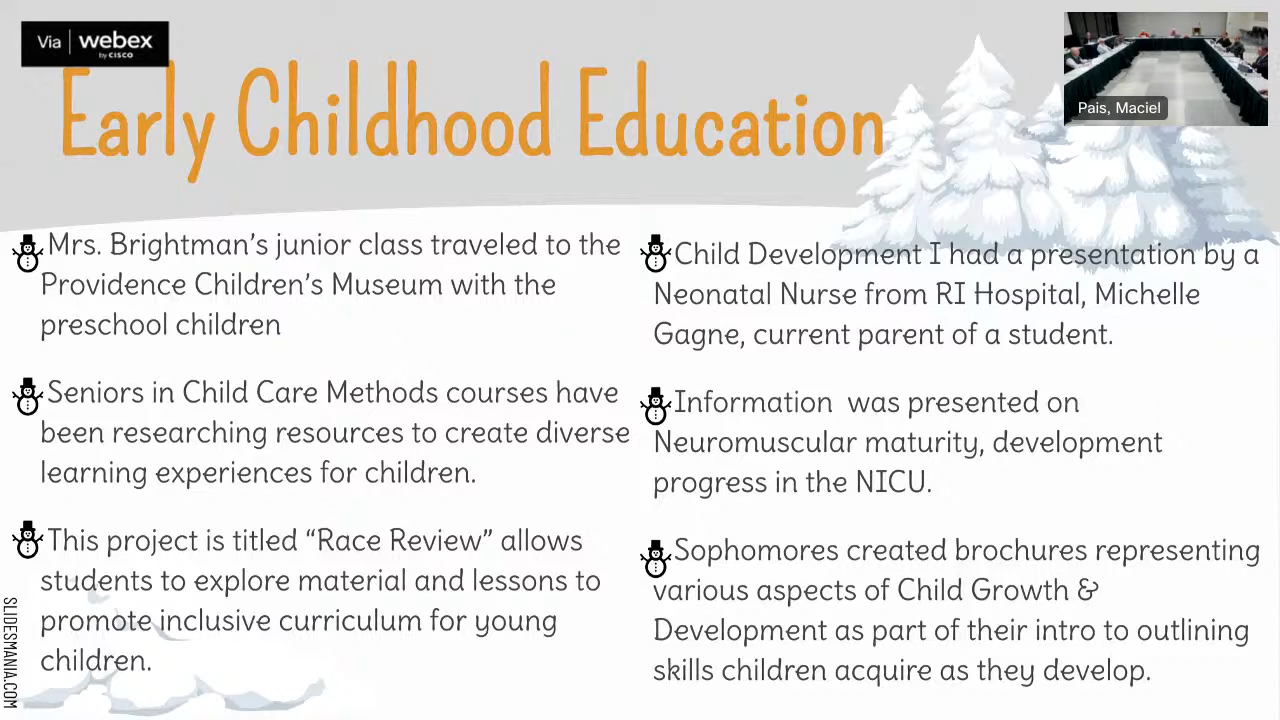 Via webex
by CISCO
Early Childhood Education
Pais, Maciel
Mrs. Brightman’s junior class traveled to the
Providence Children’s Museum with the
preschool children
Seniors in Child Care Methods courses have
been researching resources to create diverse
learning experiences for children.
This project is titled “Race Review” allows
students to explore material and lessons to
promote inclusive curriculum for young
children.
Child Development I had a presentation by a
Neonatal Nurse from RI Hospital, Michelle
Gagne, current parent of a student.
Information was presented on
Neuromuscular maturity, development
progress in the NICU.
Sophomores created brochures representing
various aspects of Child Growth &
Development as part of their intro to outlining
skills children acquire as they develop.
SLIDESMANIA.COM